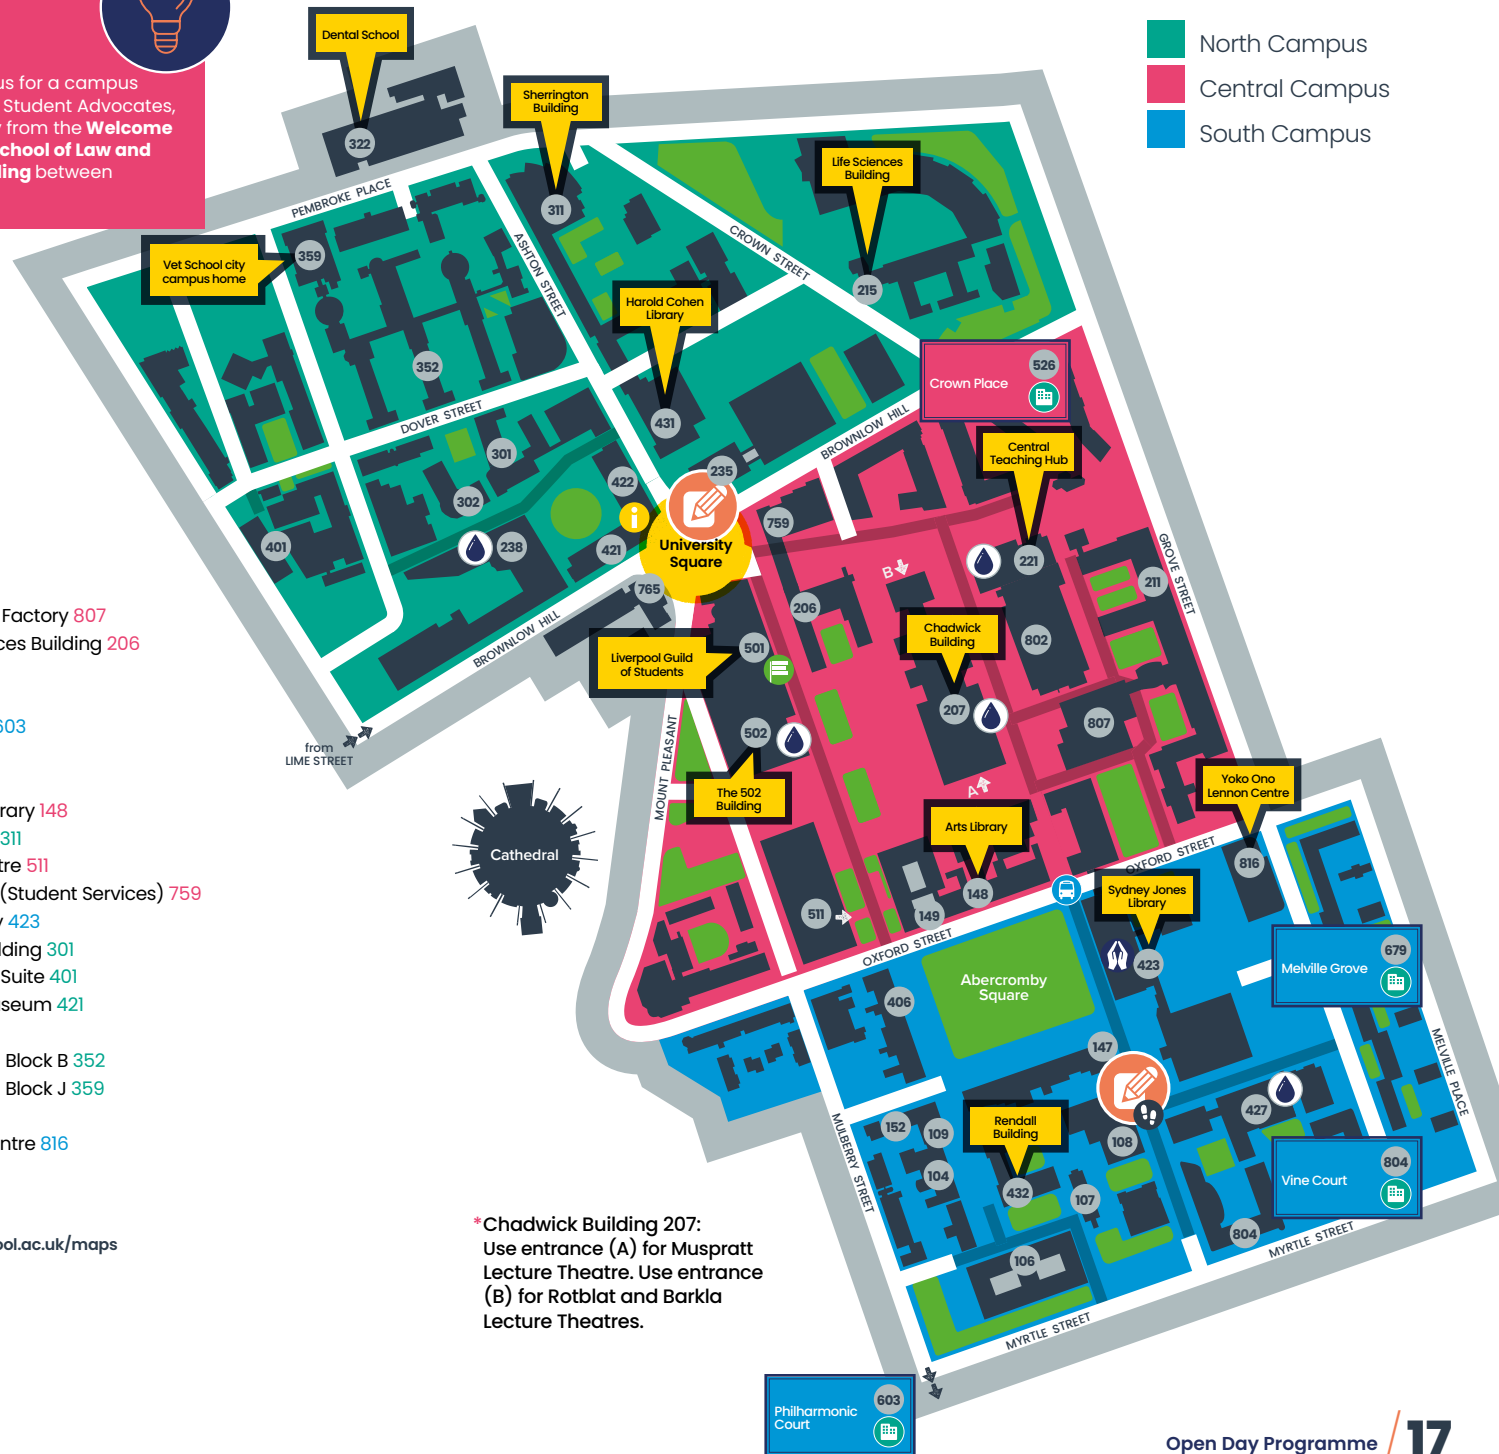 us for a campus
Student Advocates,
from the Welcome
School of Law and
between
North Campus
Central Campus
South Campus
Dental School
322
Sherrington
Building
311
Life Sciences
Building
215
PEMBROKE PLACE
ASHTON STREET
CROWN STREET
Vet School city
campus home
359
352
Harold Cohen
Library
431
DOVER STREET
301
302
422
235
238
421
401
BROWNLOW HILL
Crown Place
526
Central
Teaching Hub
221
University
Square
759
765
206
B
GROVE STREET
211
Chadwick
Building
802
207
807
BROWNLOW HILL
Liverpool Guild
of Students
501
502
MOUNT PLEASANT
The 502
Building
from
LIME STREET
Cathedral
A
Yoko Ono
Lennon Centre
816
Arts Library
148
149
511
OXFORD STREET
OXFORD STREET
Sydney Jones
Library
423
Abercromby
Square
406
Melville Grove
679
147
MELVILLE PLACE
MULBERRY STREET
152
109
104
Rendall
Building
432
108
107
427
Vine Court
804
804
106
MYRTLE STREET
MYRTLE STREET
Philharmonic
Court
603
Factory 807
Building 206
603
148
311
511
(Student Services) 759
423
301
Suite 401
421
Block B 352
Block J 359
816
*Chadwick Building 207:
Use entrance (A) for Muspratt
Lecture Theatre. Use entrance
(B) for Rotblat and Barkla
Lecture Theatres.
ol.ac.uk/maps
Open Day Programme / 17